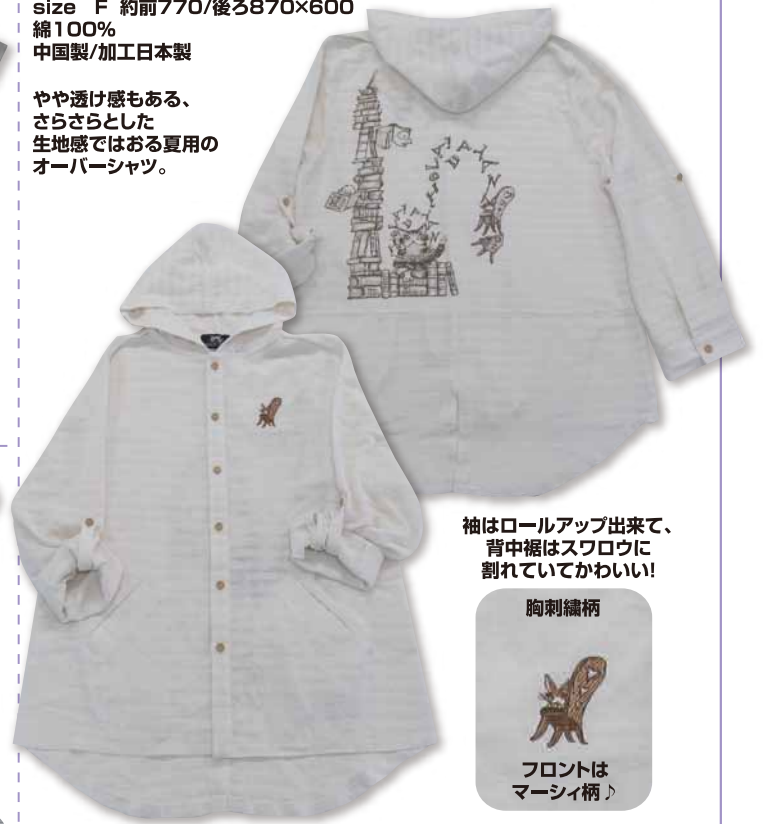 size F 約前770/後ろ870×600
綿100%
中国製/加工日本製
やや透け感もある、
さらさらとした
生地感ではおる夏用の
オーバーシャツ。
袖はロールアップ出来て、
背中裾はスワロウに
割れていてかわいい!
胸刺繍柄
フロントは
マーシィ柄♪